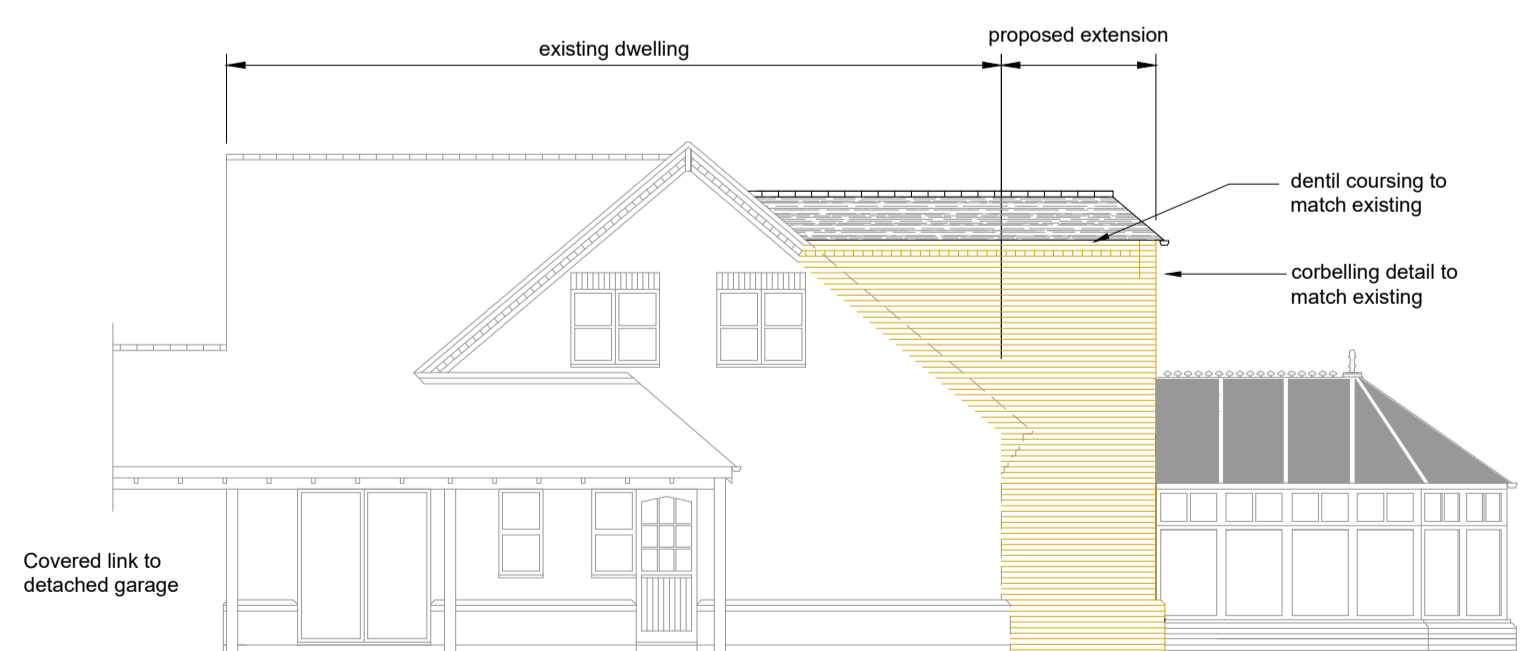 proposed extension
existing dwelling
dentil coursing to
match existing
corbelling detail to
match existing
Covered link to
detached garage